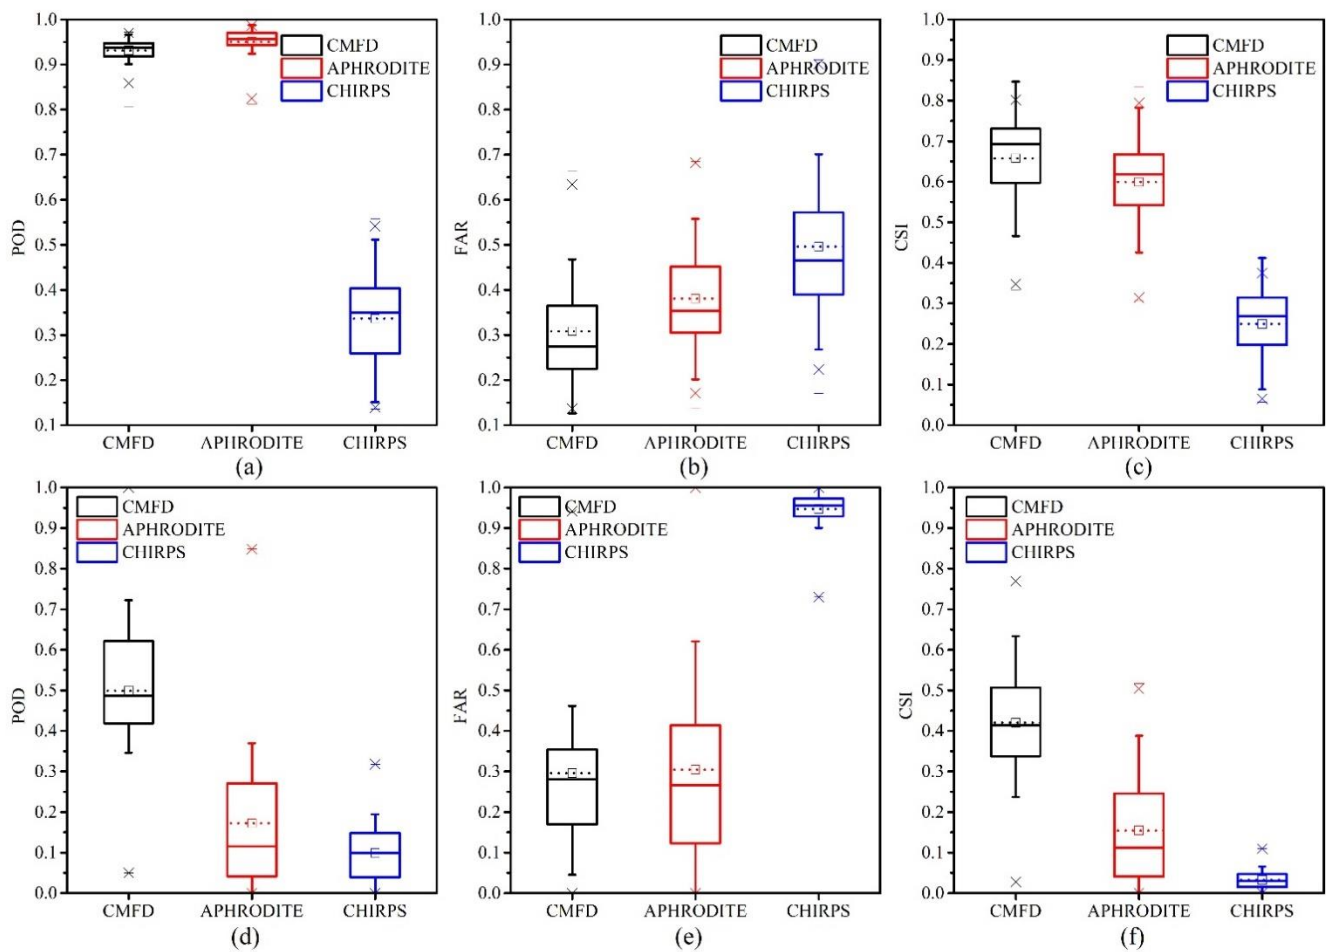 1.0
0.9
0.8
0.7
0.6
0.5
0.4
0.3
0.2
0.1
POD
CMFD
APHRODITE
CHIRPS
CMFD
APHRODITE
CHIRPS
(a)
1.0
0.9
0.8
0.7
0.6
0.5
0.4
0.3
0.2
0.1
FAR
CMFD
APHRODITE
CHIRPS
CMFD
APHRODITE
CHIRPS
(b)
1.0
0.9
0.8
0.7
0.6
0.5
0.4
0.3
0.2
0.1
0.0
CSI
CMFD
APHRODITE
CHIRPS
CMFD
APHRODITE
CHIRPS
(c)
1.0
0.9
0.8
0.7
0.6
0.5
0.4
0.3
0.2
0.1
0.0
POD
CMFD
APHRODITE
CHIRPS
CMFD
APHRODITE
CHIRPS
(d)
1.0
0.9
0.8
0.7
0.6
0.5
0.4
0.3
0.2
0.1
0.0
FAR
CMFD
APHRODITE
CHIRPS
CMFD
APHRODITE
CHIRPS
(e)
1.0
0.9
0.8
0.7
0.6
0.5
0.4
0.3
0.2
0.1
0.0
CSI
CMFD
APHRODITE
CHIRPS
CMFD
APHRODITE
CHIRPS
(f)